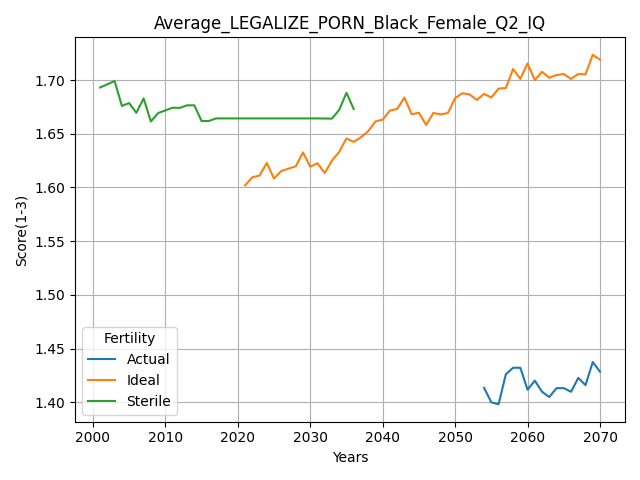 Average_LEGALIZE_PORN_Black_Female_Q2_IQ
Score(1-3)
1.70
1.65
1.60
1.55
1.50
1.45
1.40
Fertility
Actual
Ideal
Sterile
2000 2010 2020 2030 2040 2050 2060 2070
Years